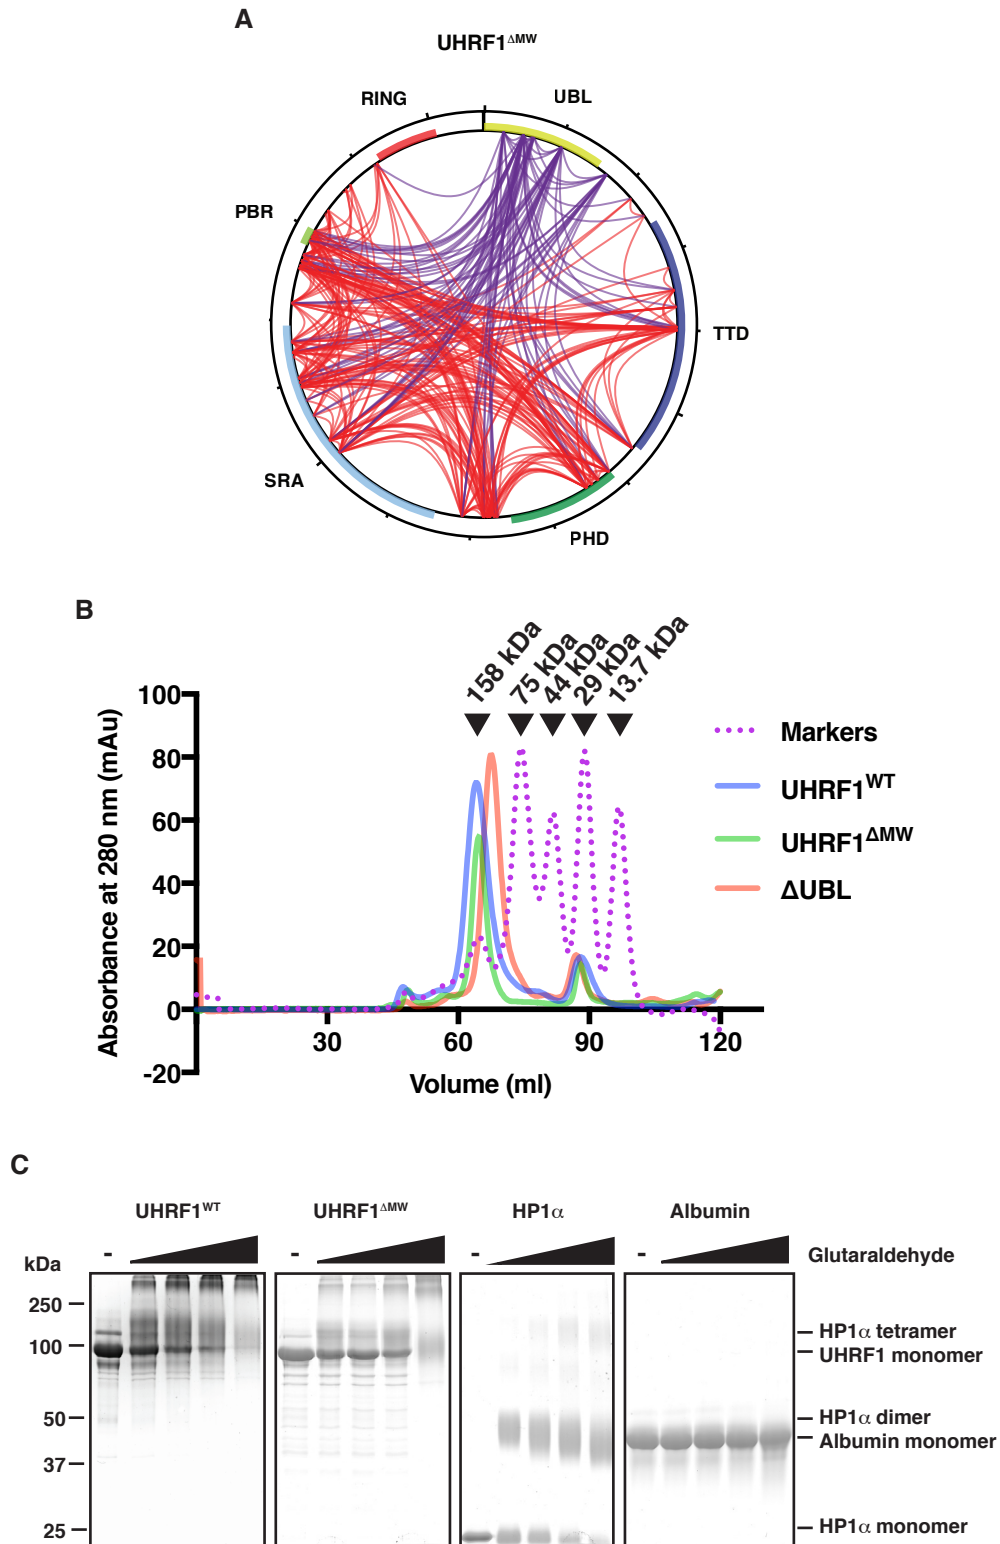 A
UHRF1ΔMW
RING
UBL
PBR
TTD
SRA
PHD
B
158 kDa
75 kDa
44 kDa
29 kDa
13.7 kDa
Absorbance at 280 nm (mAu)
100
80
60
40
20
0
-20
30
60
90
120
Volume (ml)
Markers
UHRF1WT
UHRF1ΔMW
ΔUBL
C
UHRF1WT
UHRF1ΔMW
HP1α
Albumin
- - - -
Glutaraldehyde
kDa
250
100
50
37
25
HP1α tetramer
UHRF1 monomer
HP1α dimer
Albumin monomer
HP1α monomer